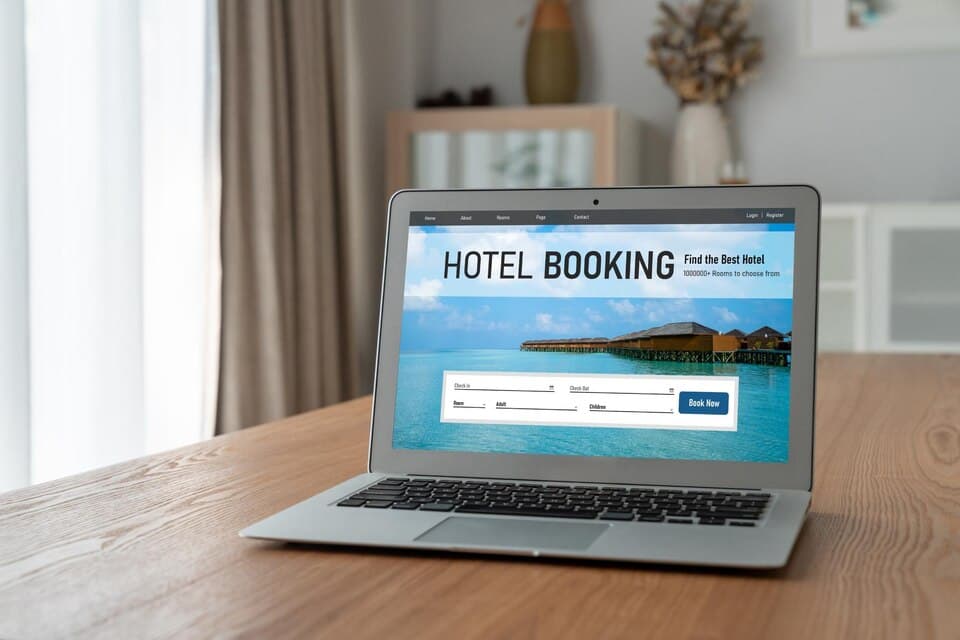 Home About Rooms Page Contact Login | Register
HOTEL BOOKING
Find the Best Hotel
1000000+ Rooms to choose from
Check In Check Out
Room Adult Children
Book Now